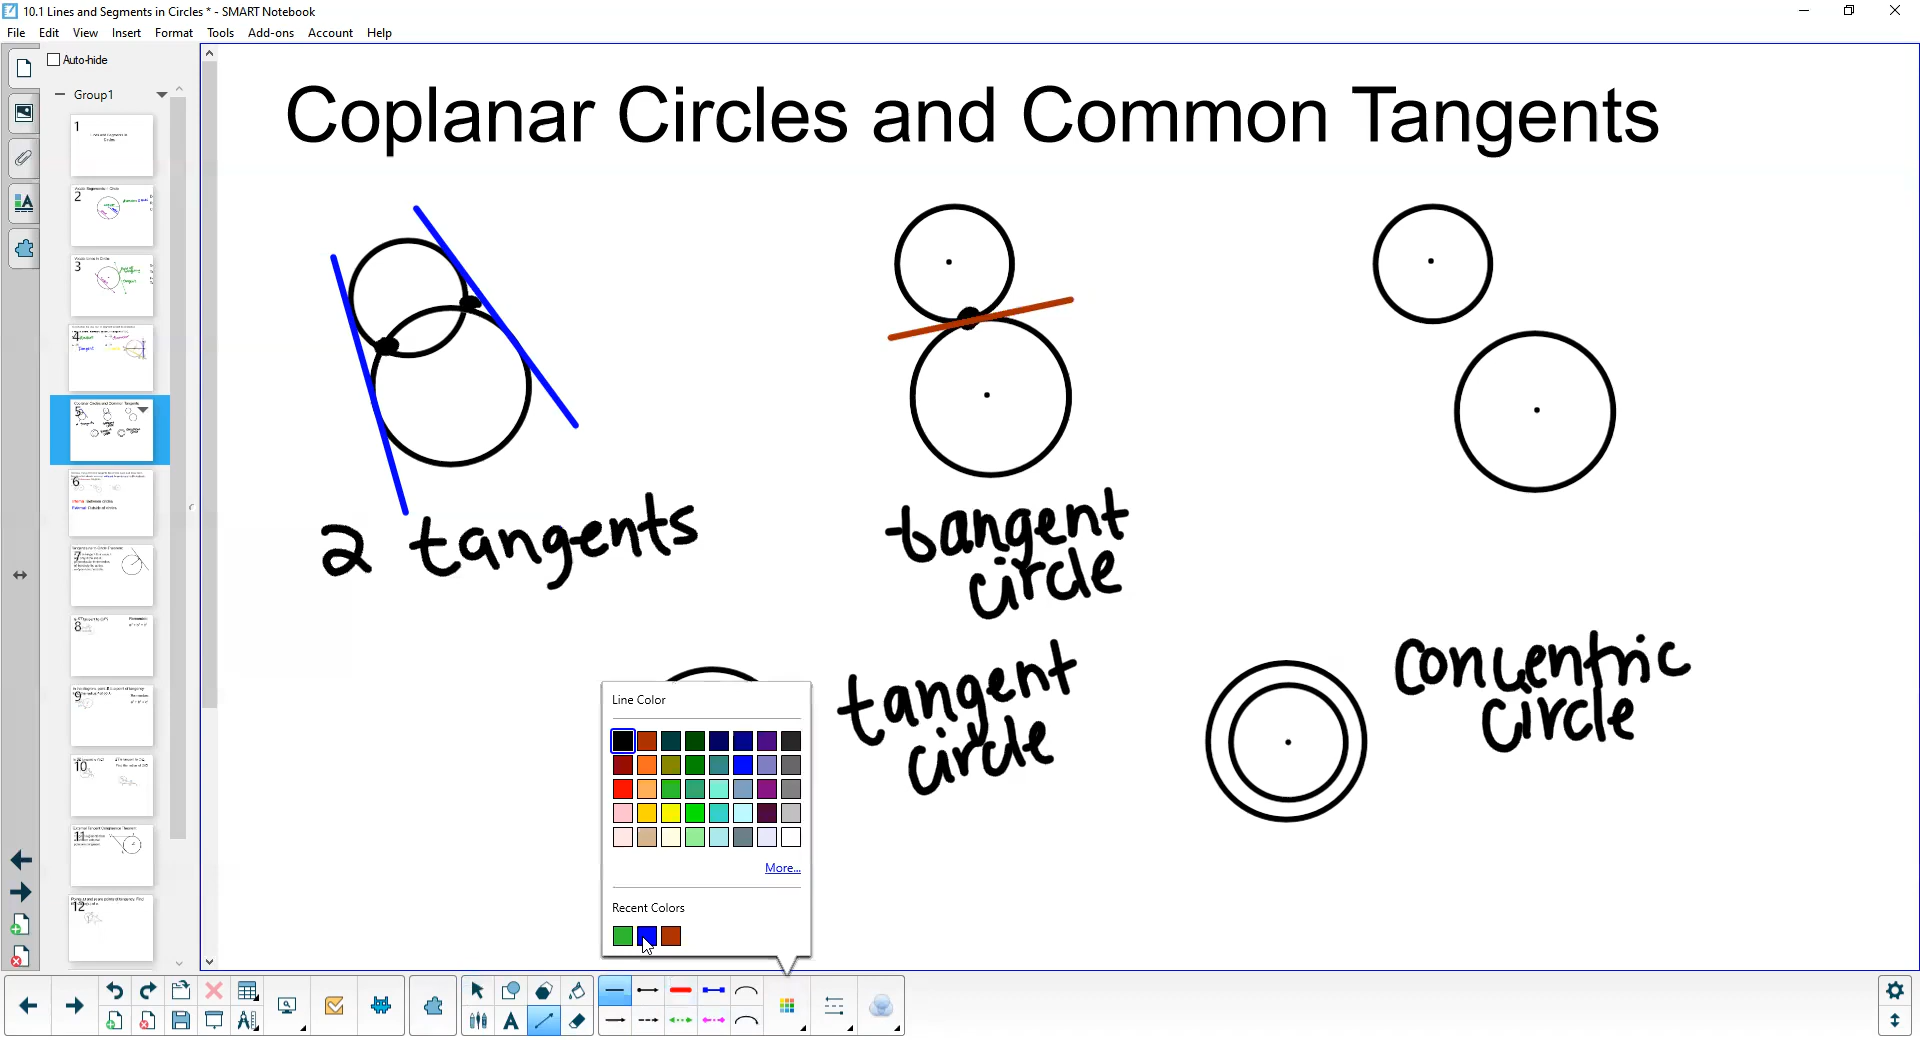 10.1 Lines and Segments in Circles * - SMART Notebook
File Edit View Insert Format Tools Add-ons Account Help
Auto-hide
Group1
1
2
3
4
5
6
7
8
9
10
11
12
Coplanar Circles and Common Tangents
2 tangents
tangent
circle
tangent
circle
concentric
circle
Line Color
More...
Recent Colors